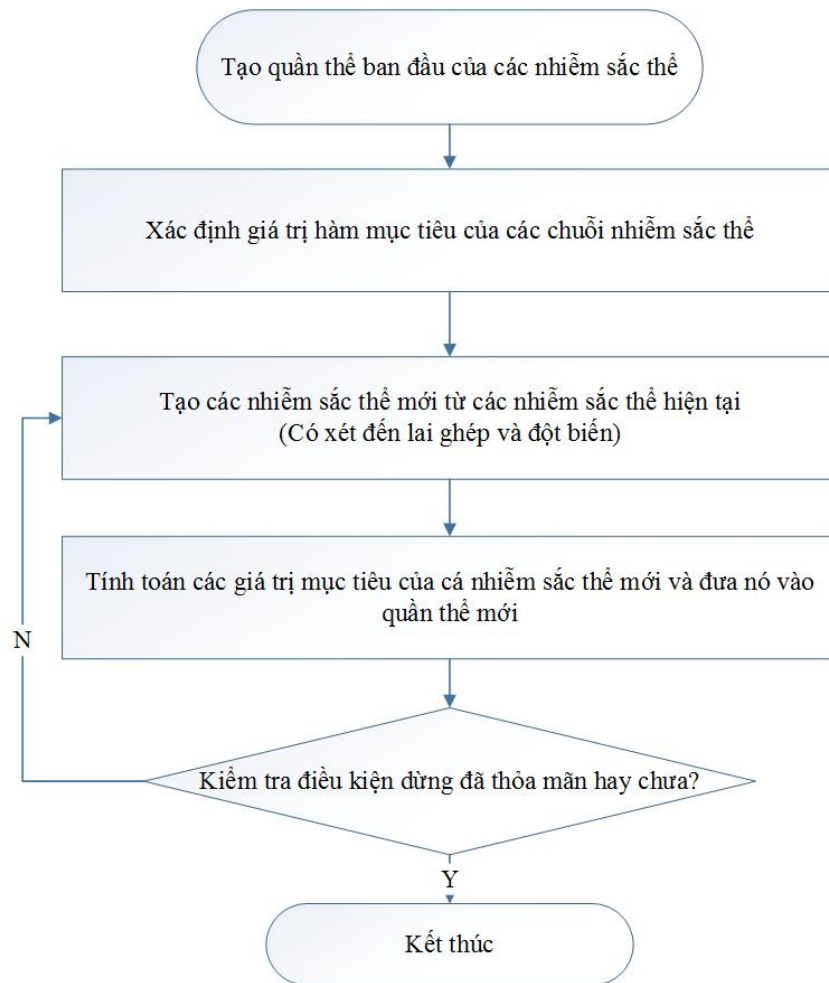 Tạo quần thể ban đầu của các nhiễm sắc thể
Xác định giá trị hàm mục tiêu của các chuỗi nhiễm sắc thể
Tạo các nhiễm sắc thể mới từ các nhiễm sắc thể hiện tại
(Có xét đến lai ghép và đột biến)
Tính toán các giá trị mục tiêu của cá nhiễm sắc thể mới và đưa nó vào
quần thể mới
N
Kiểm tra điều kiện dừng đã thỏa mãn hay chưa?
Y
Kết thúc